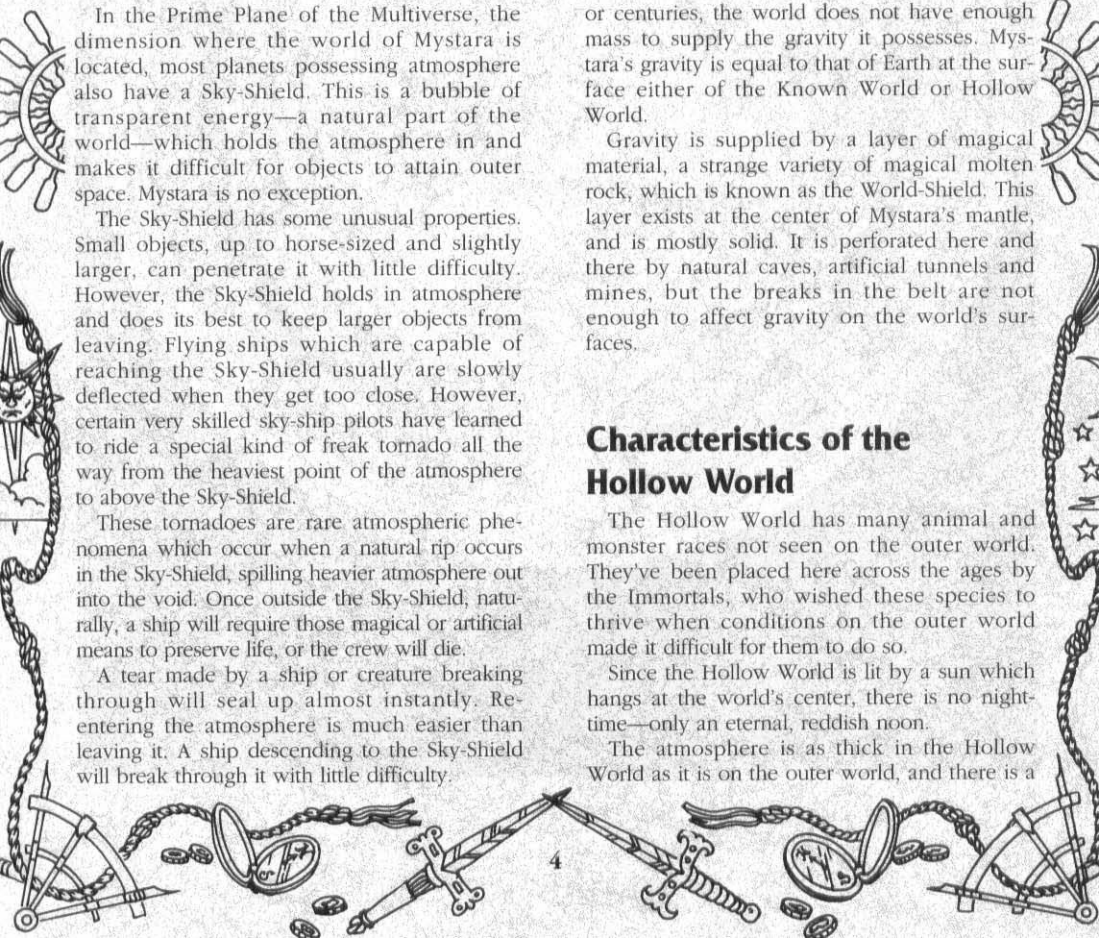 In the Prime Plane of the Multiverse, the
dimension where the world of Mystara is
located, most planets possessing atmosphere
also have a Sky-Shield. This is a bubble of
transparent energy—a natural part of the
world—which holds the atmosphere in and
makes it difficult for objects to attain outer
space. Mystara is no exception.
The Sky-Shield has some unusual properties.
Small objects, up to horse-sized and slightly
larger, can penetrate it with little difficulty.
However, the Sky-Shield holds in atmosphere
and does its best to keep larger objects from
leaving. Flying ships which are capable of
reaching the Sky-Shield usually are slowly
deflected when they get too close. However,
certain very skilled sky-ship pilots have learned
to ride a special kind of freak tornado all the
way from the heaviest point of the atmosphere
to above the Sky-Shield.
These tornadoes are rare atmospheric phe-
nomena which occur when a natural rip occurs
in the Sky-Shield, spilling heavier atmosphere out
into the void. Once outside the Sky-Shield, natu-
rally, a ship will require those magical or artificial
means to preserve life, or the crew will die.
A tear made by a ship or creature breaking
through will seal up almost instantly. Re-
entering the atmosphere is much easier than
leaving it. A ship descending to the Sky-Shield
will break through it with little difficulty.
or centuries, the world does not have enough
mass to supply the gravity it possesses. Mys-
tara's gravity is equal to that of Earth at the sur-
face either of the Known World or Hollow
World.
Gravity is supplied by a layer of magical
material, a strange variety of magical molten
rock, which is known as the World-Shield. This
layer exists at the center of Mystara's mantle,
and is mostly solid. It is perforated here and
there by natural caves, artificial tunnels and
mines, but the breaks in the belt are not
enough to affect gravity on the world's sur-
faces.
Characteristics of the
Hollow World
The Hollow World has many animal and
monster races not seen on the outer world.
They've been placed here across the ages by
the Immortals, who wished these species to
thrive when conditions on the outer world
made it difficult for them to do so.
Since the Hollow World is lit by a sun which
hangs at the world's center, there is no night-
time—only an eternal, reddish noon.
The atmosphere is as thick in the Hollow
World as it is on the outer world, and there is a
4